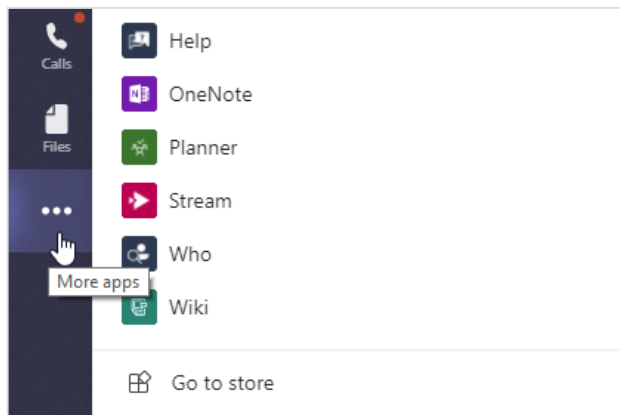 Calls
Files
More apps
Help
OneNote
Planner
Stream
Who
Wiki
Go to store